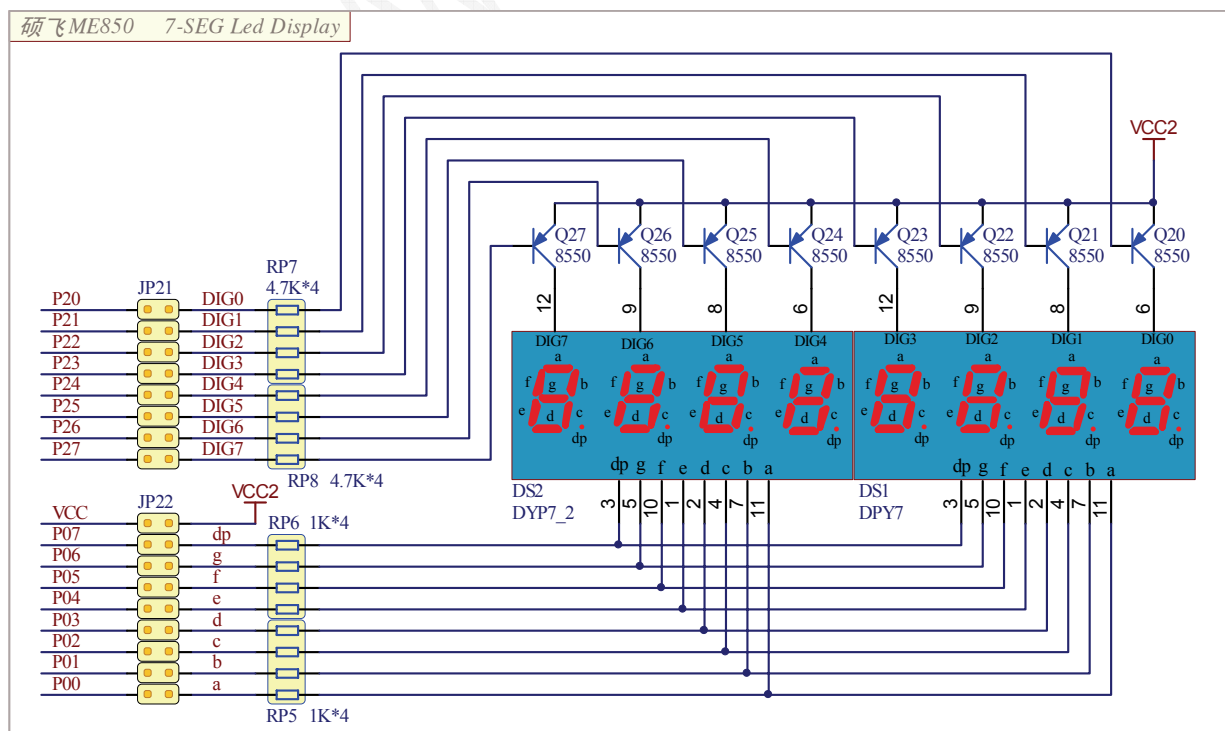 硕飞ME850 7-SEG Led Display
VCC2
Q27 Q26 Q25 Q24 Q23 Q22 Q21 Q20
8550 8550 8550 8550 8550 8550 8550 8550
RP7
4.7K*4
JP21
P20 DIG0
P21 DIG1
P22 DIG2
P23 DIG3
P24 DIG4
P25 DIG5
P26 DIG6
P27 DIG7
RP8 4.7K*4
12 9 8 6 12 9 8 6
DIG7 DIG6 DIG5 DIG4 DIG3 DIG2 DIG1 DIG0
a a a a a a a a
f g b f g b f g b f g b f g b f g b f g b f g b
e d c e d c e d c e d c e d c e d c e d c e d c
dp dp dp dp dp dp dp dp
dp g f e d c b a dp g f e d c b a
DS2
DYP7_2
3 5 10 1 2 4 7 11
DS1
DPY7
3 5 10 1 2 4 7 11
JP22
VCC2
VCC
RP6 1K*4
P07 dp
P06 g
P05 f
P04 e
P03 d
P02 c
P01 b
P00 a
RP5 1K*4